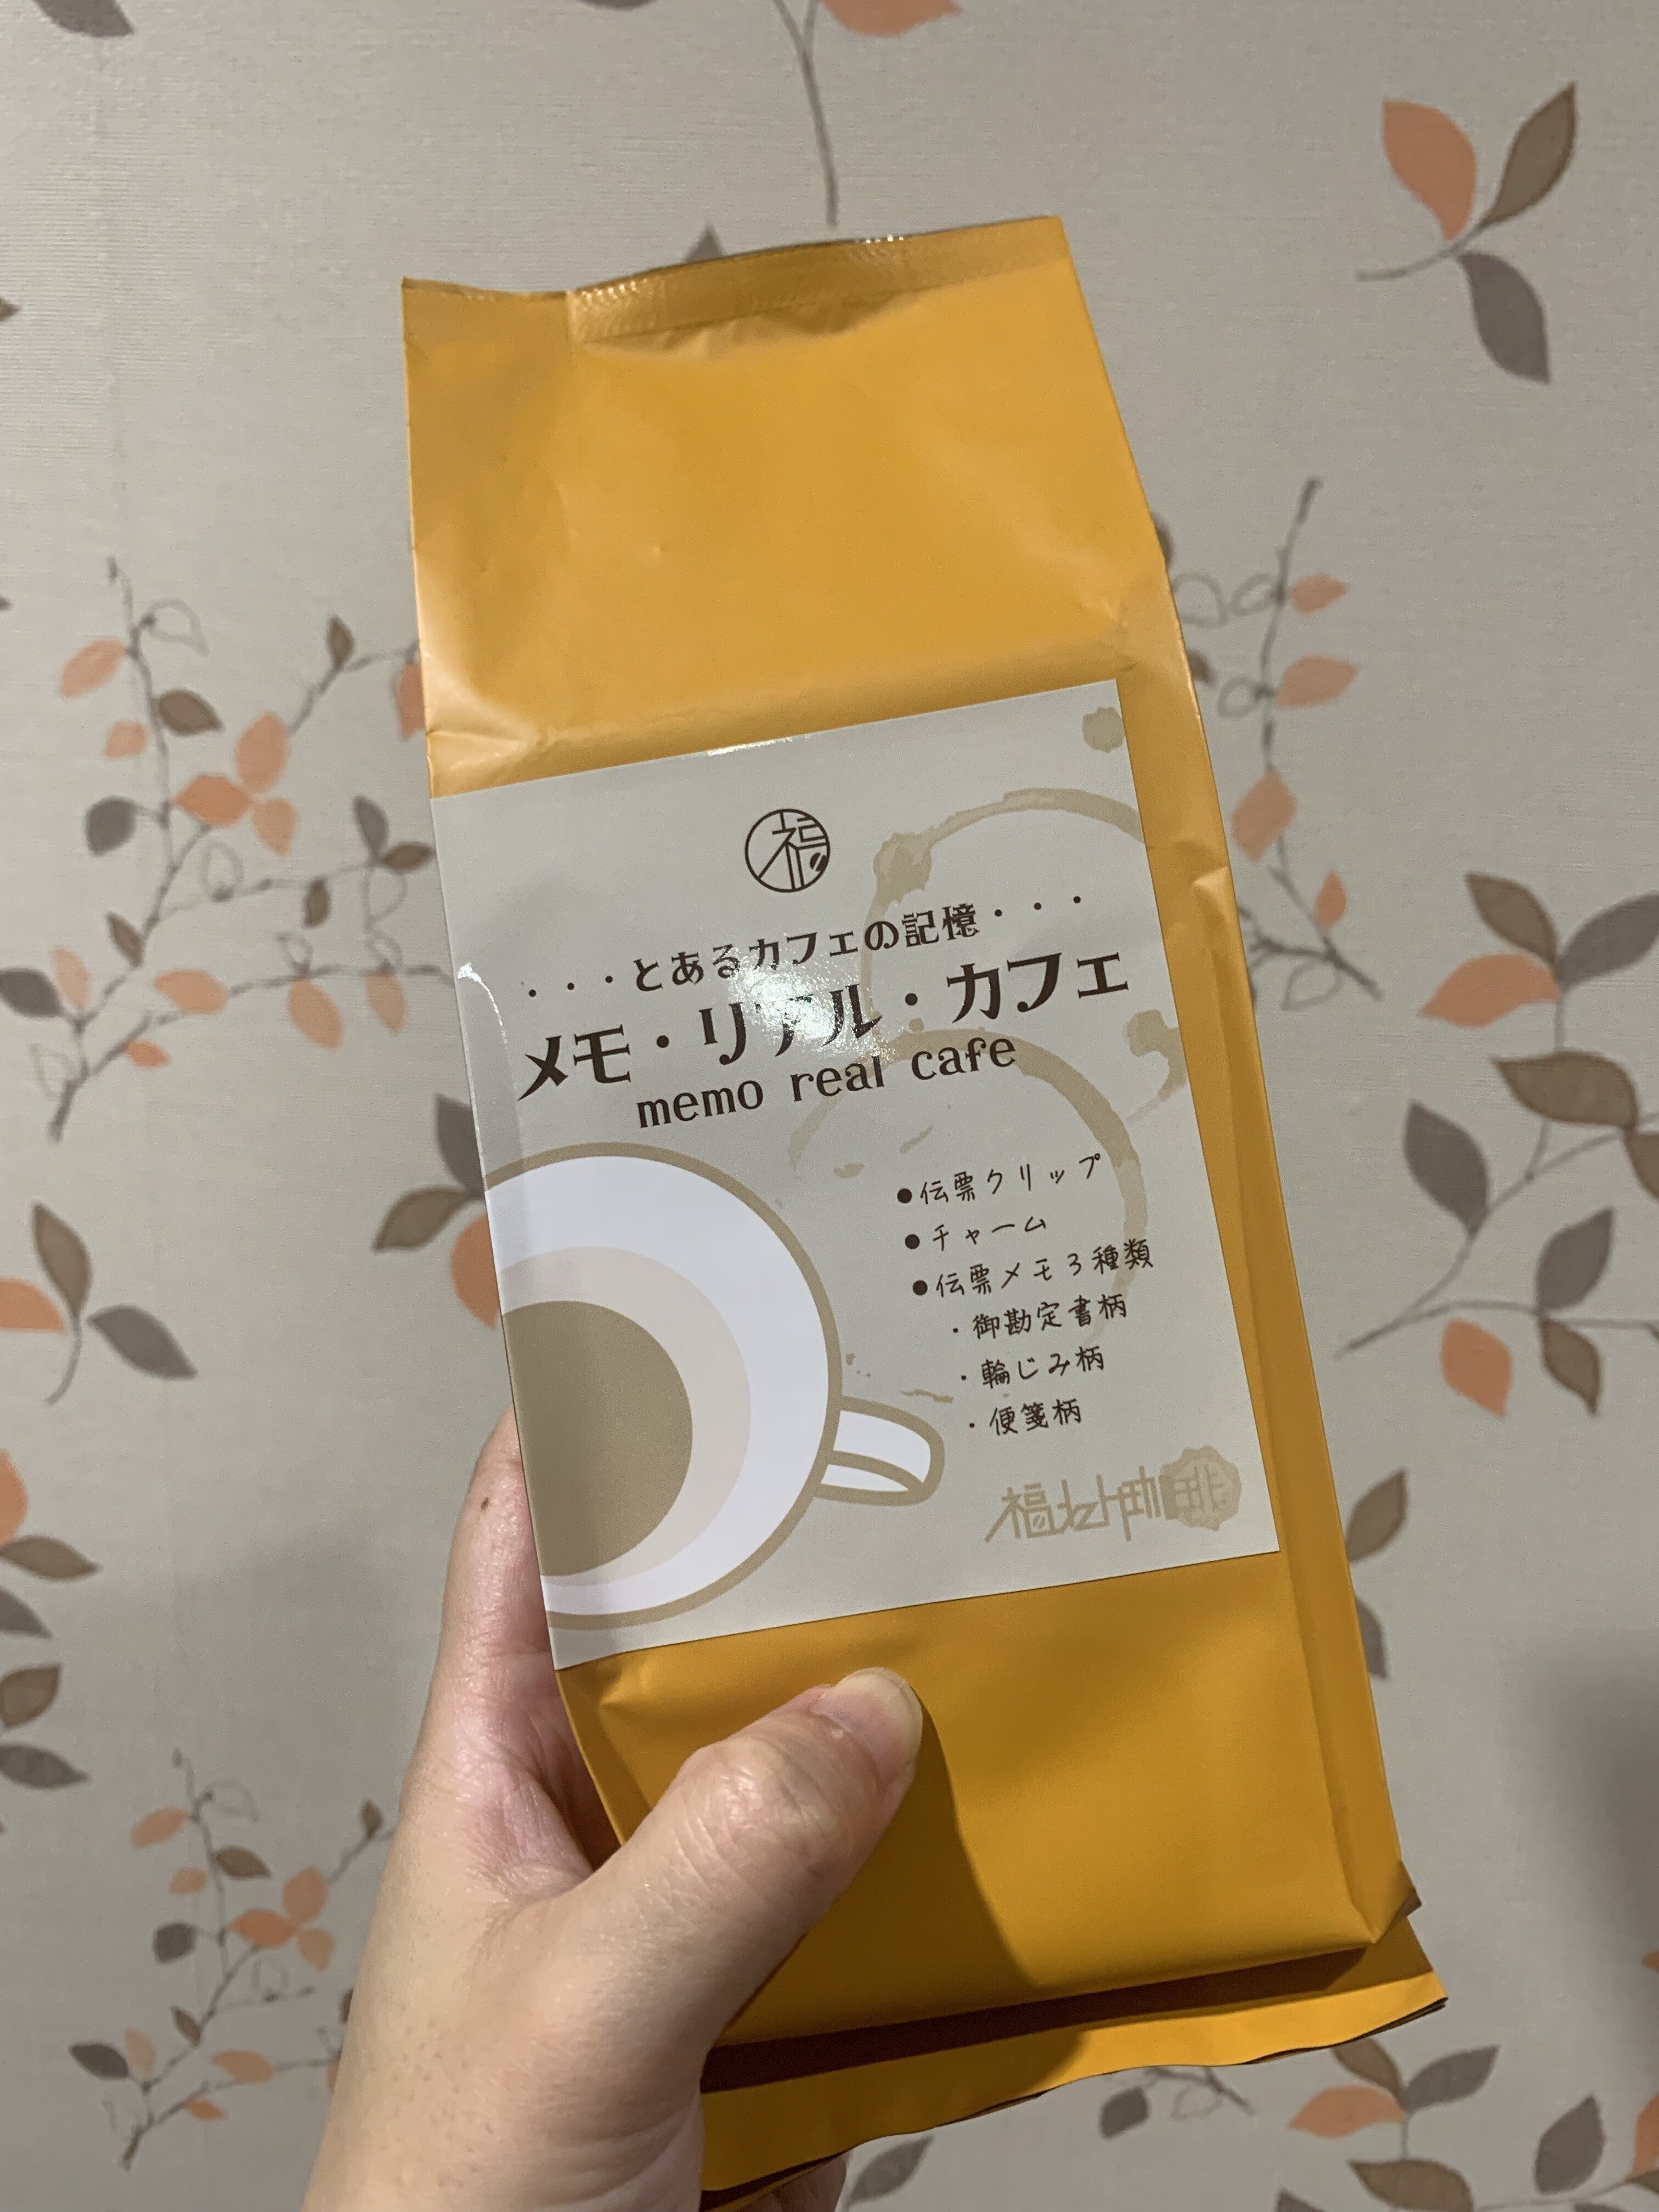 福
・・・とあるカフェの記憶・・・
メモ・リアル・カフェ
memo real cafe
●伝票クリップ
●チャーム
●伝票メモ3種類
・御勘定書柄
・輪じみ柄
・便箋柄